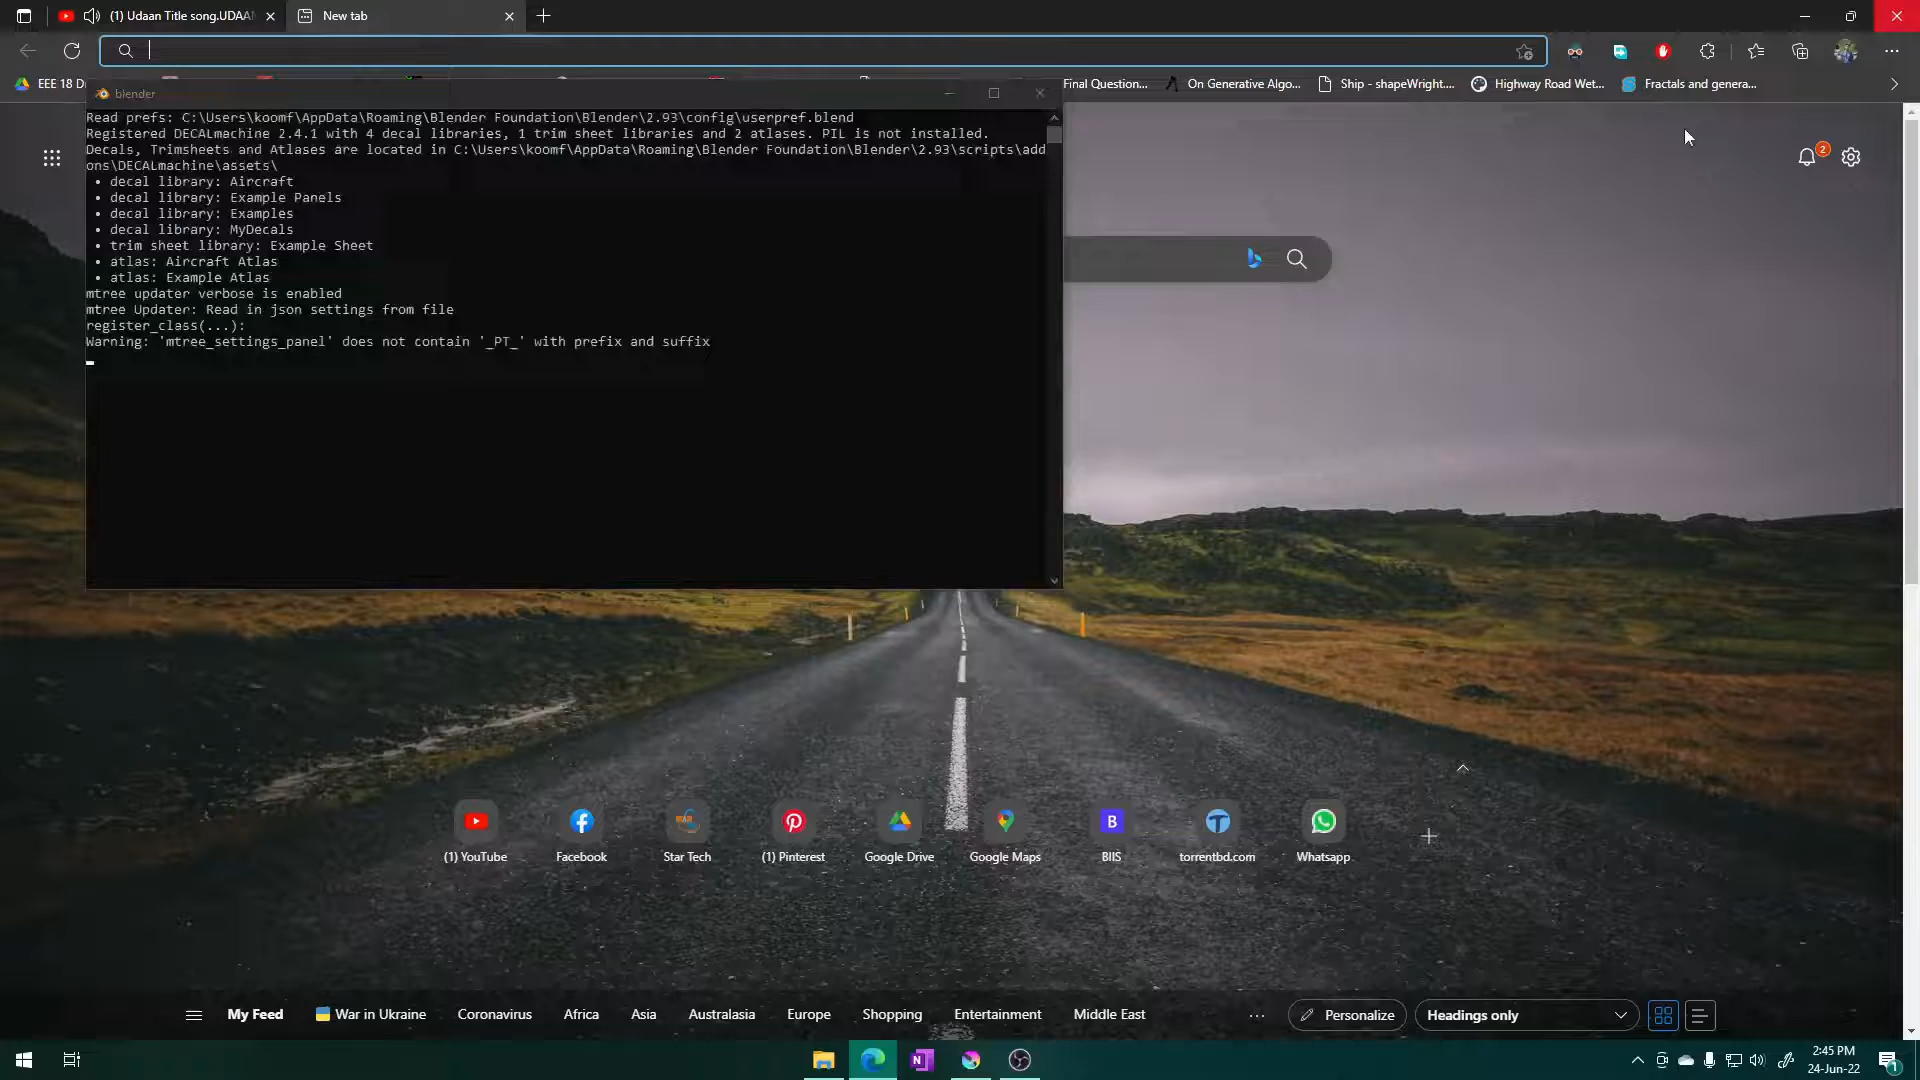 (1) Udaan Title song.UDAAN
New tab
EEE 18 D
Final Question...
On Generative Algo...
Ship - shapeWright...
Highway Road Wet...
Fractals and genera...
blender
Read prefs: C:\Users\koomf\AppData\Roaming\Blender Foundation\Blender\2.93\config\userpref.blend
Registered DECALmachine 2.4.1 with 4 decal libraries, 1 trim sheet libraries and 2 atlases. PIL is not installed.
Decals, Trimsheets and Atlases are located in C:\Users\koomf\AppData\Roaming\Blender Foundation\Blender\2.93\scripts\add
ons\DECALmachine\assets\
• decal library: Aircraft
• decal library: Example Panels
• decal library: Examples
• decal library: MyDecals
• trim sheet library: Example Sheet
• atlas: Aircraft Atlas
• atlas: Example Atlas
mtree updater verbose is enabled
mtree Updater: Read in json settings from file
register_class(...):
Warning: 'mtree_settings_panel' does not contain '_PT_' with prefix and suffix
2
(1) YouTube
Facebook
Star Tech
(1) Pinterest
Google Drive
Google Maps
B
BIIS
torrentbd.com
Whatsapp
My Feed
War in Ukraine
Coronavirus
Africa
Asia
Australasia
Europe
Shopping
Entertainment
Middle East
...
Personalize
Headings only
N
2:45 PM
24-Jun-22
1